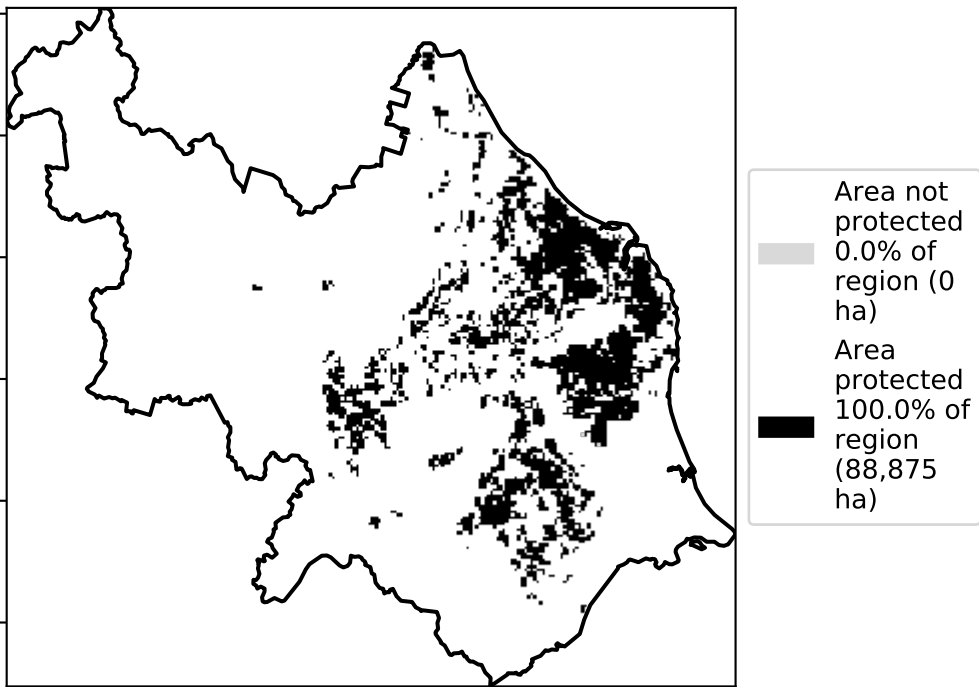 Area not
protected
0.0% of
region (0
ha)
Area
protected
100.0% of
region
(88,875
ha)